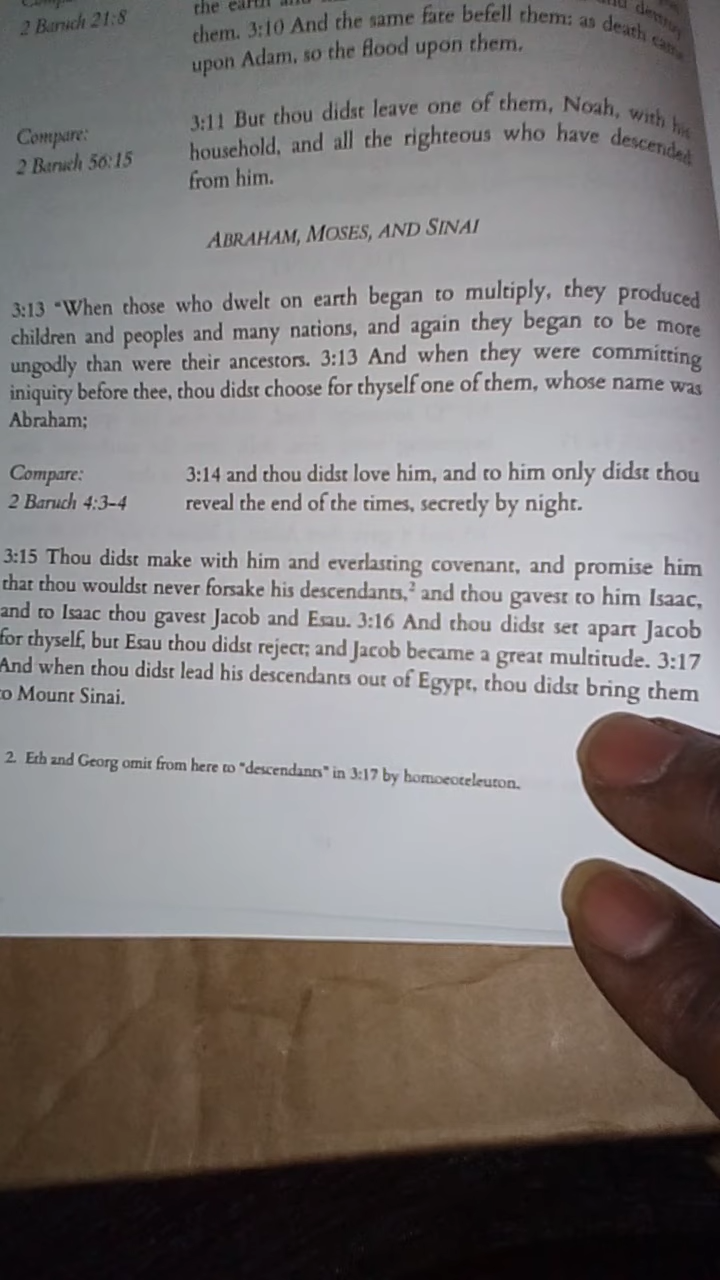 2 Baruch 21:8
the earth
them. 3:10 And the same fate befell them: as death came
upon Adam, so the flood upon them.
Compare:
2 Baruch 56:15
3:11 But thou didst leave one of them, Noah, with his
household, and all the righteous who have descended
from him.
ABRAHAM, MOSES, AND SINAI
3:13 “When those who dwelt on earth began to multiply, they produced
children and peoples and many nations, and again they began to be more
ungodly than were their ancestors. 3:13 And when they were committing
iniquity before thee, thou didst choose for thyself one of them, whose name was
Abraham;
Compare:
2 Baruch 4:3–4
3:14 and thou didst love him, and to him only didst thou
reveal the end of the times, secretly by night.
3:15 Thou didst make with him and everlasting covenant, and promise him
that thou wouldst never forsake his descendants,² and thou gavest to him Isaac,
and to Isaac thou gavest Jacob and Esau. 3:16 And thou didst set apart Jacob
for thyself, but Esau thou didst reject; and Jacob became a great multitude. 3:17
And when thou didst lead his descendants out of Egypt, thou didst bring them
to Mount Sinai.
2. Eth and Georg omit from here to "descendants" in 3:17 by homoeoteleuton.